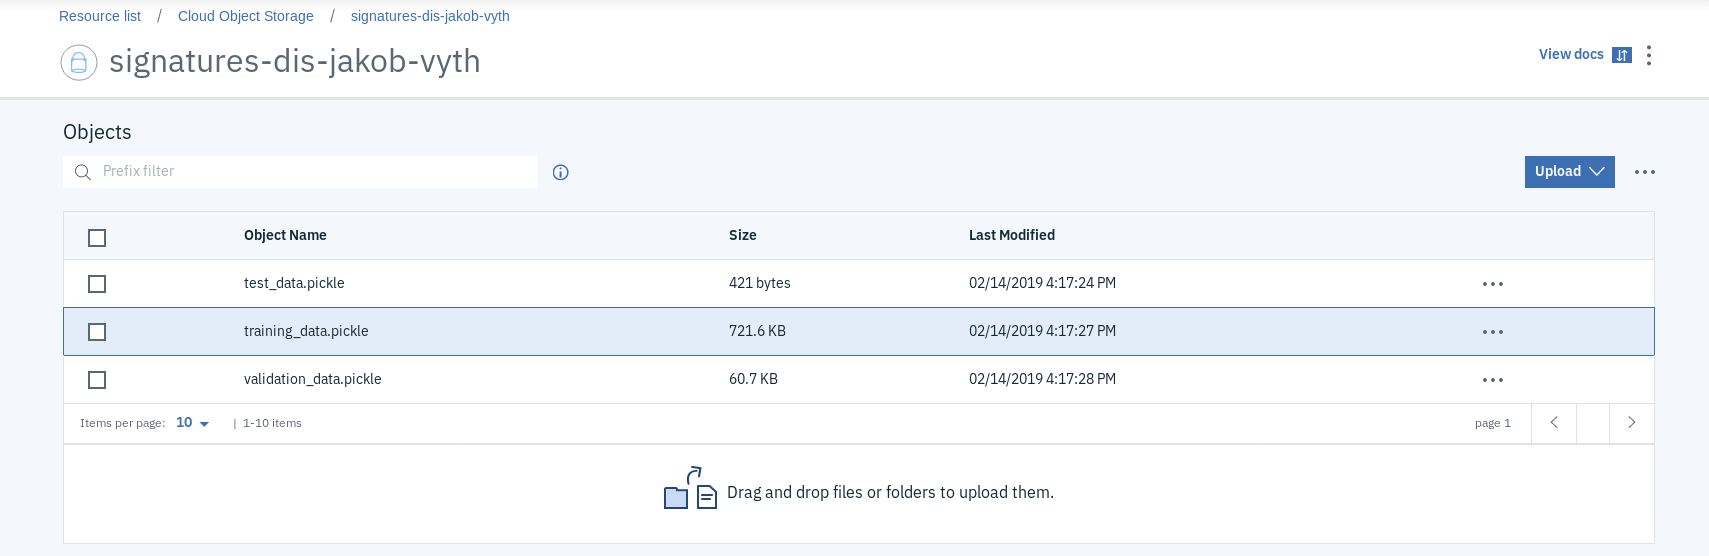 Resource list / Cloud Object Storage / signatures-dis-jakob-vyth
signatures-dis-jakob-vyth
View docs
Objects
Prefix filter
Upload
Object Name Size Last Modified
test_data.pickle 421 bytes 02/14/2019 4:17:24 PM
training_data.pickle 721.6 KB 02/14/2019 4:17:27 PM
validation_data.pickle 60.7 KB 02/14/2019 4:17:28 PM
Items per page: 10 | 1-10 items page 1
Drag and drop files or folders to upload them.